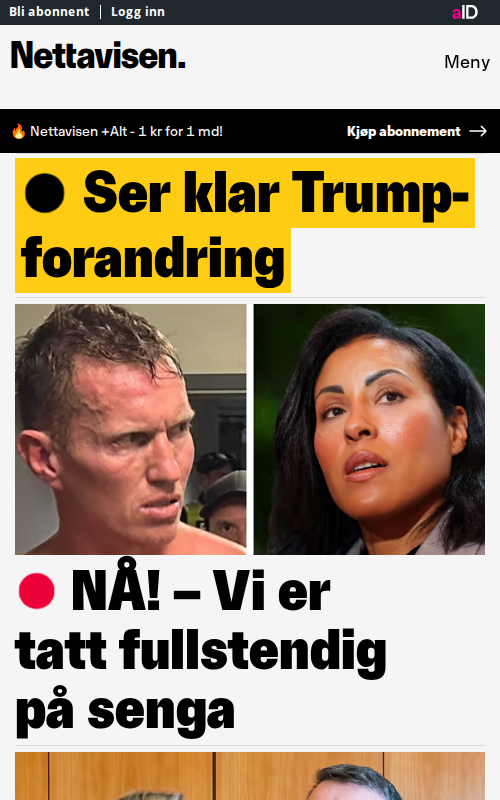 Bli abonnent | Logg inn
aID
Nettavisen.
Meny
🔥 Nettavisen +Alt - 1 kr for 1 md!
Kjøp abonnement →
Ser klar Trump-
forandring
NÅ! – Vi er
tatt fullstendig
på senga